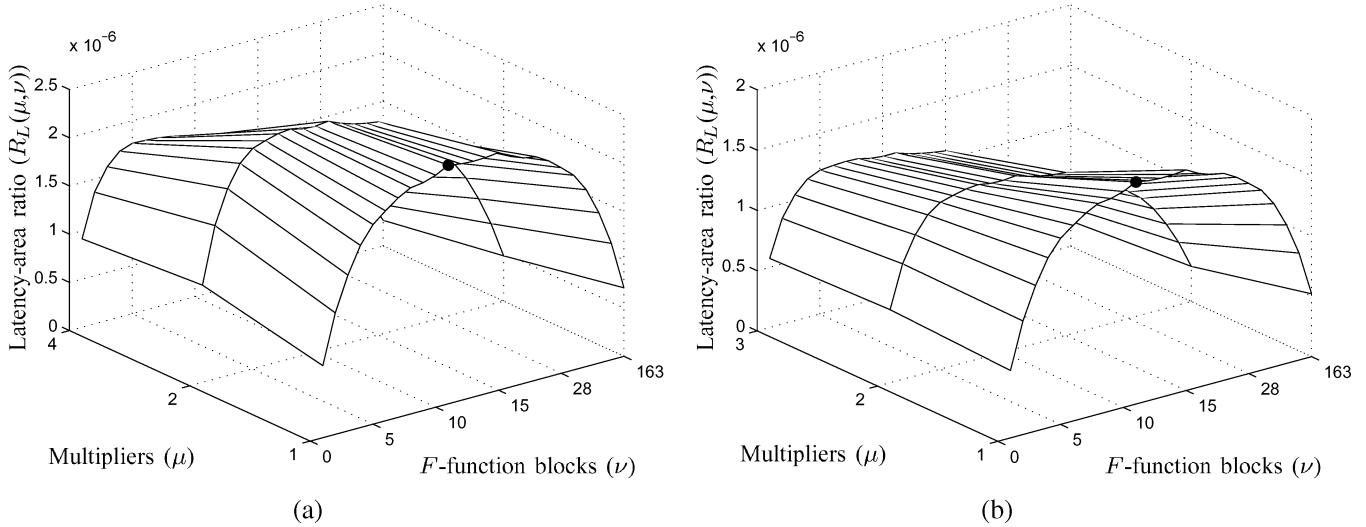 x 10⁻⁶
2.5
2
1.5
1
0.5
0
Latency-area ratio (R_L(μ,ν))
4
2
1
Multipliers (μ)
0
5
10
15
28
163
F-function blocks (ν)
(a)
x 10⁻⁶
2
1.5
1
0.5
0
Latency-area ratio (R_L(μ,ν))
3
2
1
Multipliers (μ)
0
5
10
15
28
163
F-function blocks (ν)
(b)